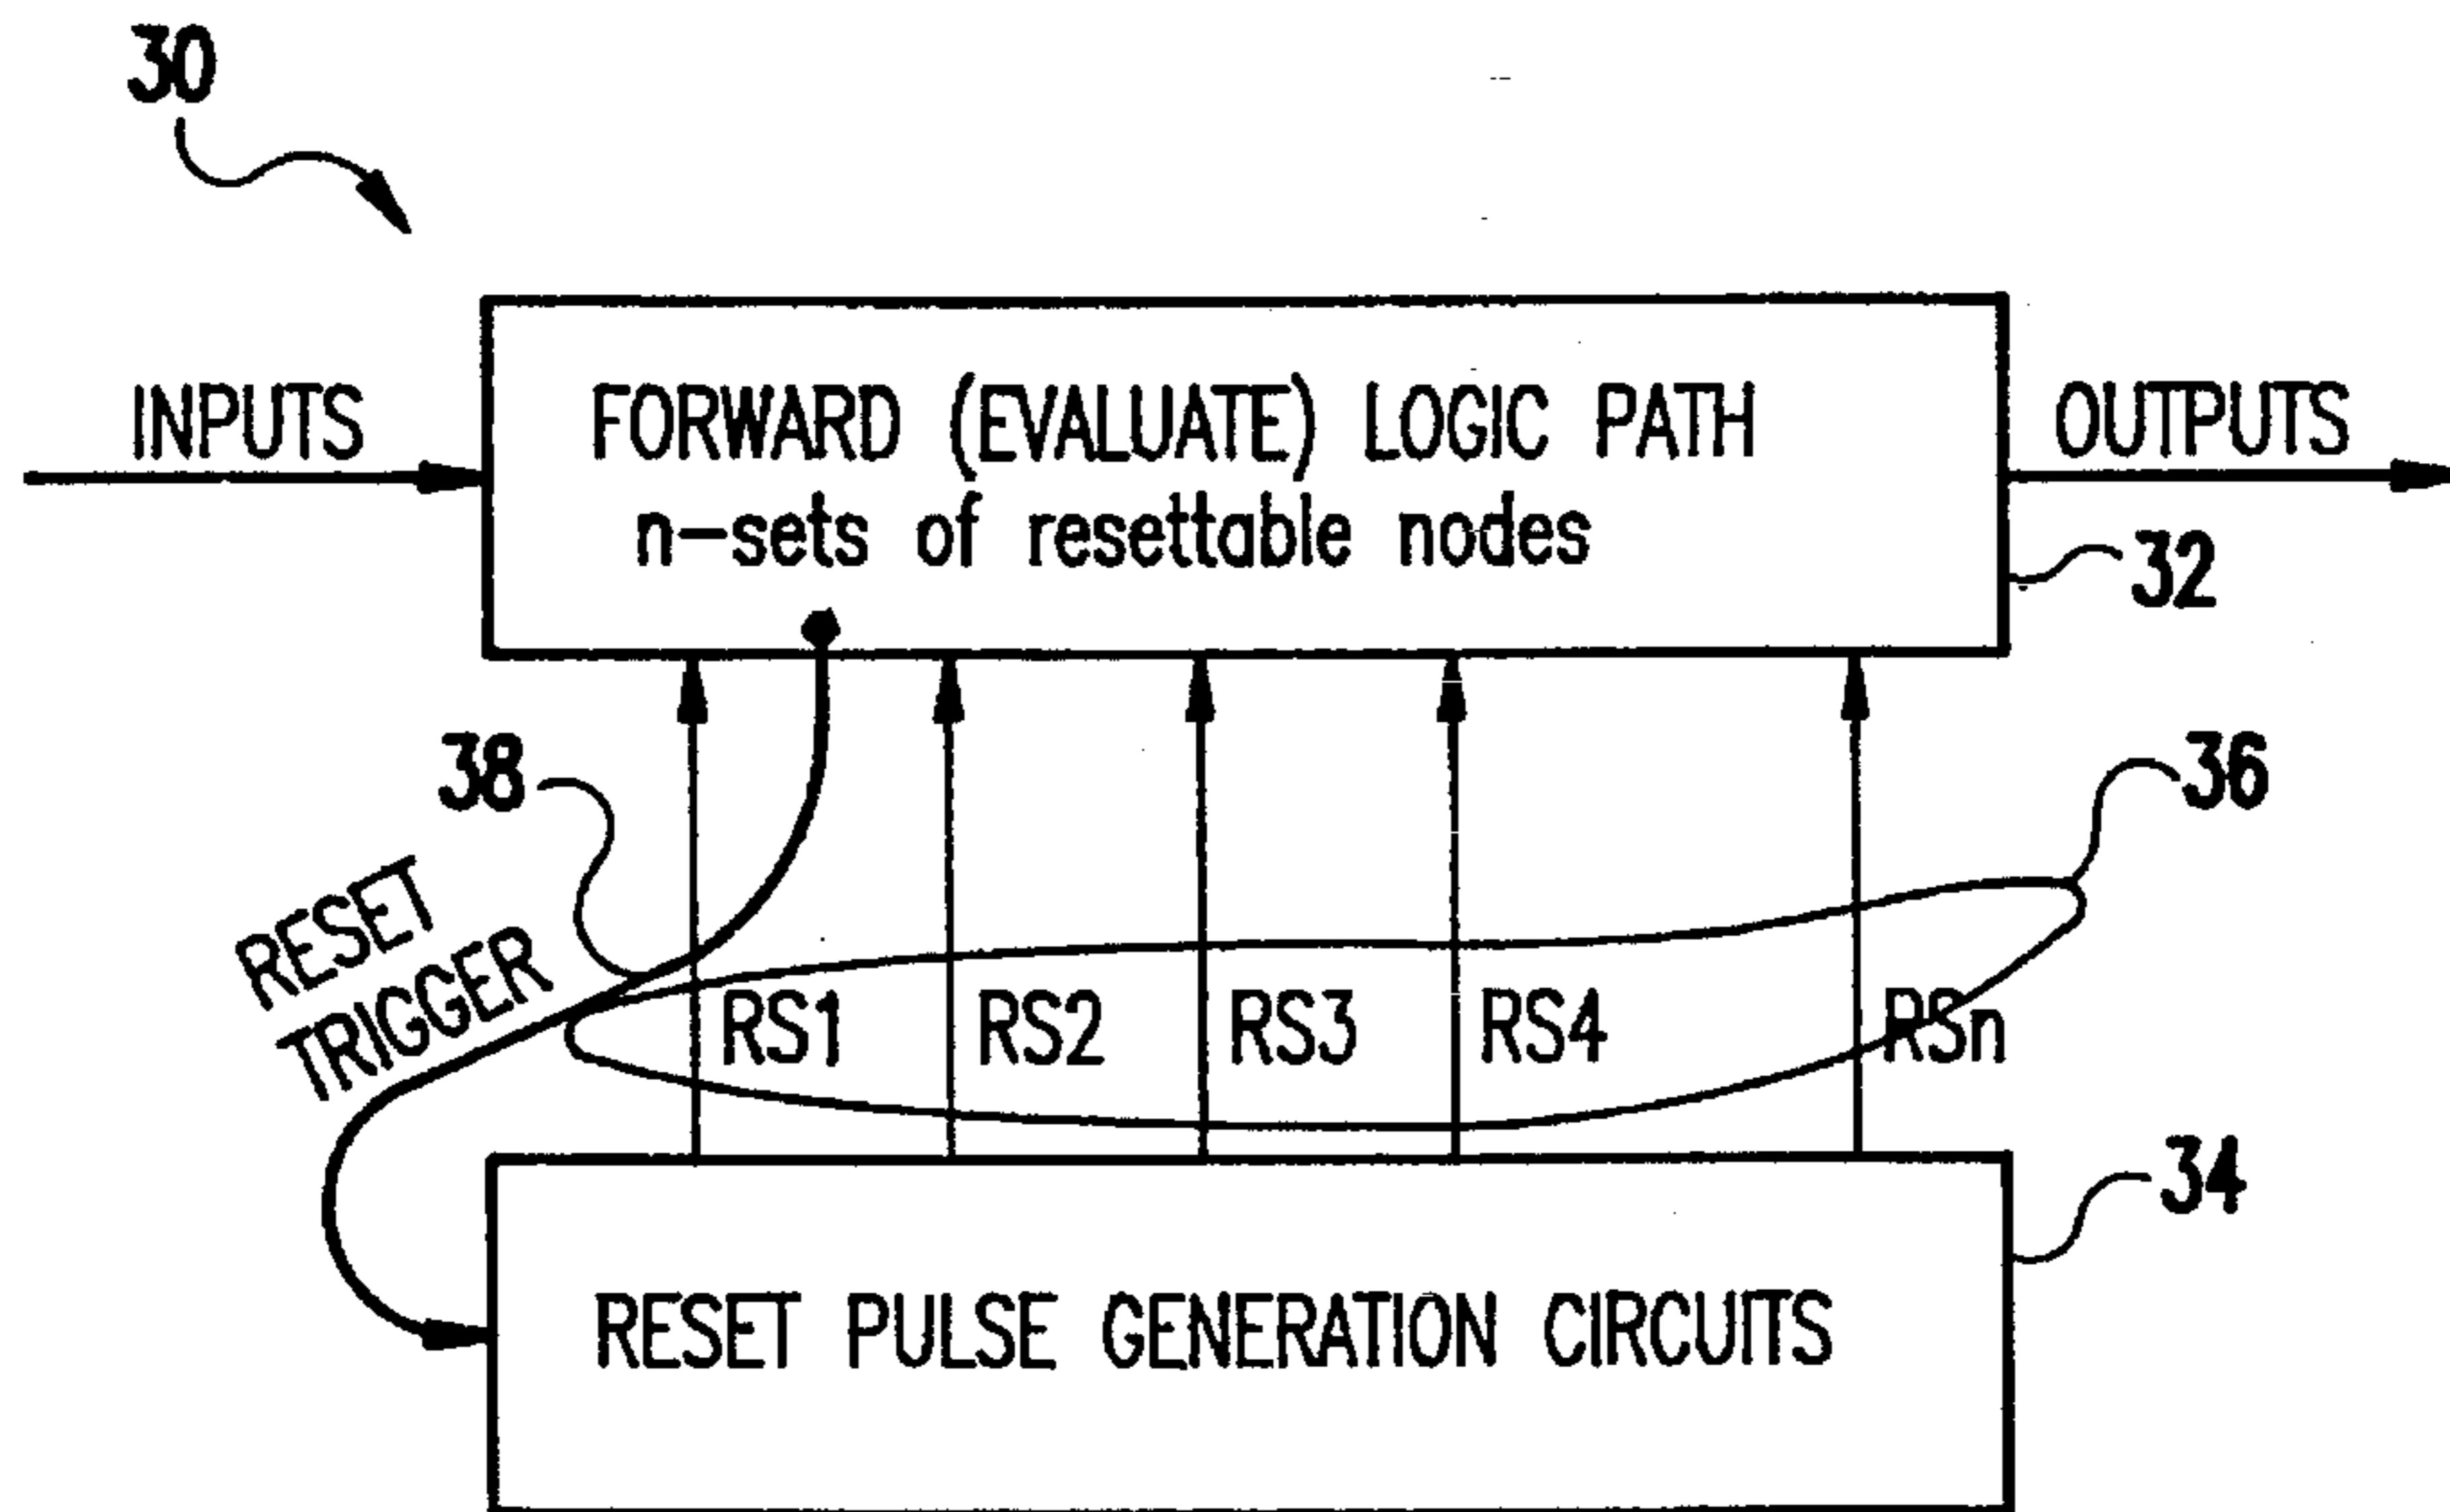 30
INPUTS
FORWARD (EVALUATE) LOGIC PATH
n-sets of resettable nodes
OUTPUTS
32
38
36
RESET
TRIGGER
RS1
RS2
RS3
RS4
RSn
34
RESET PULSE GENERATION CIRCUITS